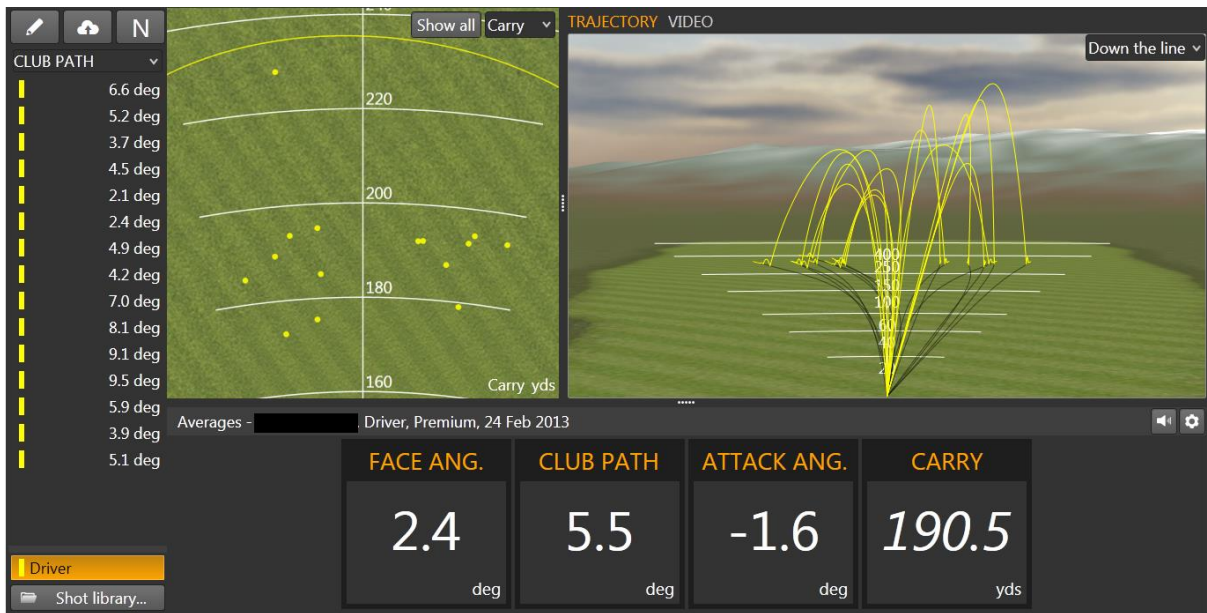 N
CLUB PATH
6.6 deg
5.2 deg
3.7 deg
4.5 deg
2.1 deg
2.4 deg
4.9 deg
4.2 deg
7.0 deg
8.1 deg
9.1 deg
9.5 deg
5.9 deg
3.9 deg
5.1 deg
Driver
Shot library...
Show all Carry
240
220
200
180
160
Carry yds
TRAJECTORY VIDEO
Down the line
400
250
150
100
60
40
Averages - , Driver, Premium, 24 Feb 2013
FACE ANG.
2.4
deg
CLUB PATH
5.5
deg
ATTACK ANG.
-1.6
deg
CARRY
190.5
yds